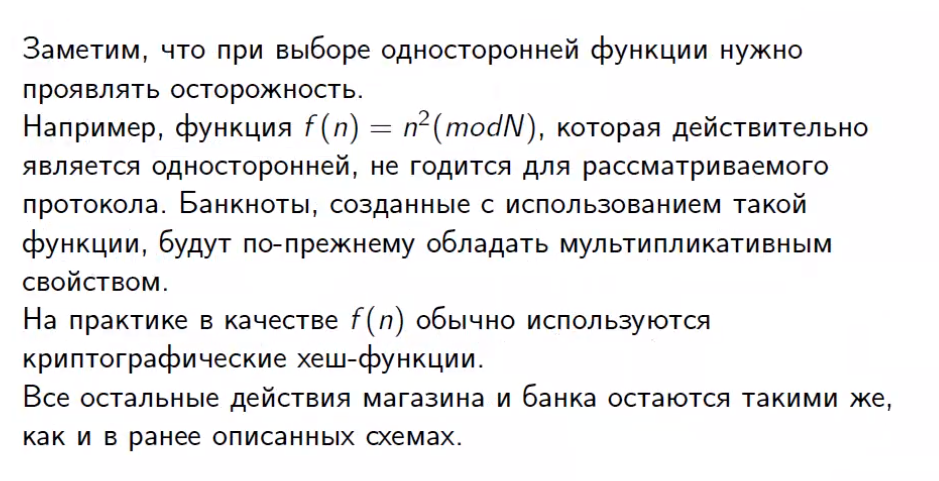 Заметим, что при выборе односторонней функции нужно
проявлять осторожность.
Например, функция f(n) = n²(modN), которая действительно
является односторонней, не годится для рассматриваемого
протокола. Банкноты, созданные с использованием такой
функции, будут по-прежнему обладать мультипликативным
свойством.
На практике в качестве f(n) обычно используются
криптографические хеш-функции.
Все остальные действия магазина и банка остаются такими же,
как и в ранее описанных схемах.